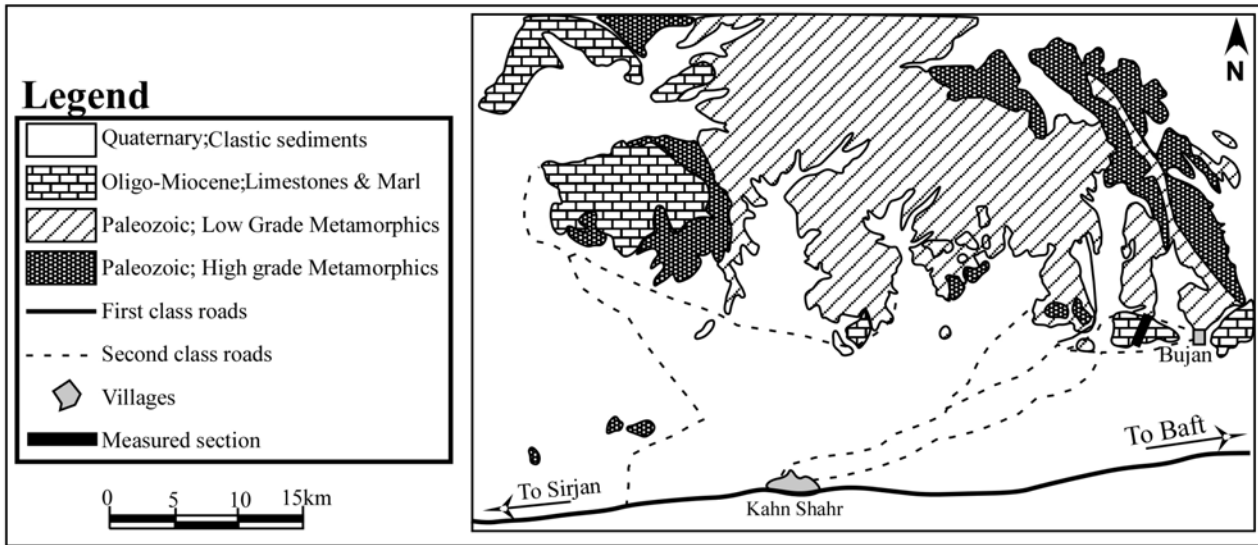 Legend
Quaternary;Clastic sediments
Oligo-Miocene;Limestones & Marl
Paleozoic; Low Grade Metamorphics
Paleozoic; High grade Metamorphics
First class roads
Second class roads
Villages
Measured section
0 5 10 15km
N
Bujan
To Baft
To Sirjan
Kahn Shahr